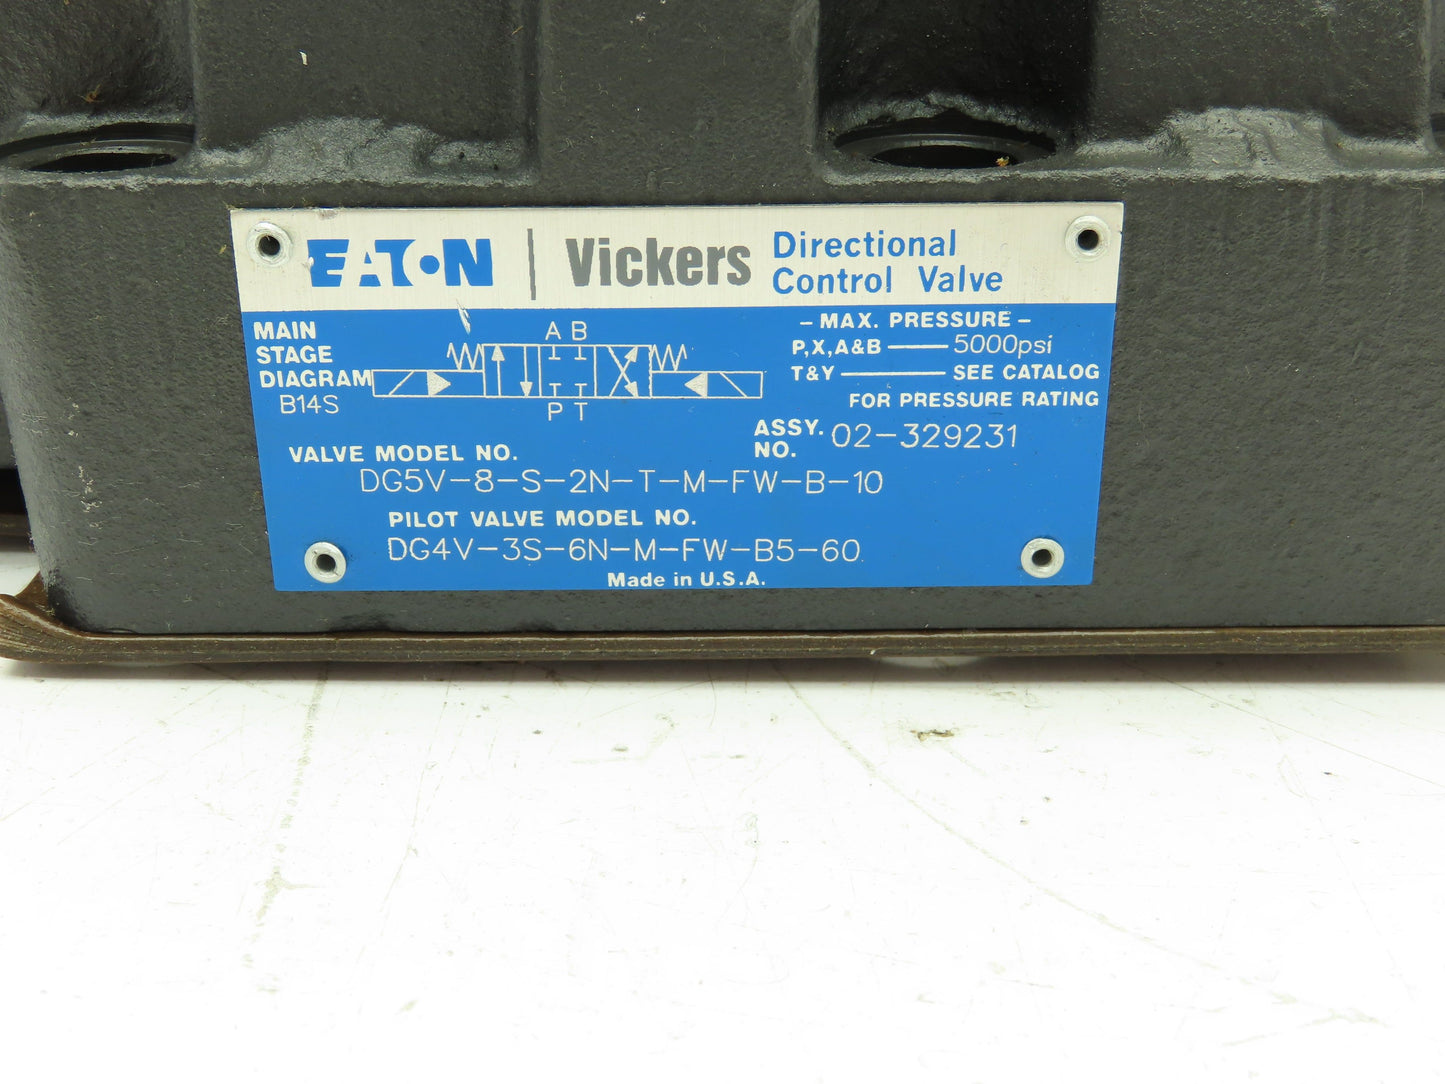 EATON | Vickers Directional
Control Valve
MAIN
STAGE
DIAGRAM
B14S
A B
P T
– MAX. PRESSURE –
P,X,A&B —— 5000psi
T&Y —— SEE CATALOG
FOR PRESSURE RATING
ASSY. NO. 02-329231
VALVE MODEL NO.
DG5V-8-S-2N-T-M-FW-B-10
PILOT VALVE MODEL NO.
DG4V-3S-6N-M-FW-B5-60
Made in U.S.A.